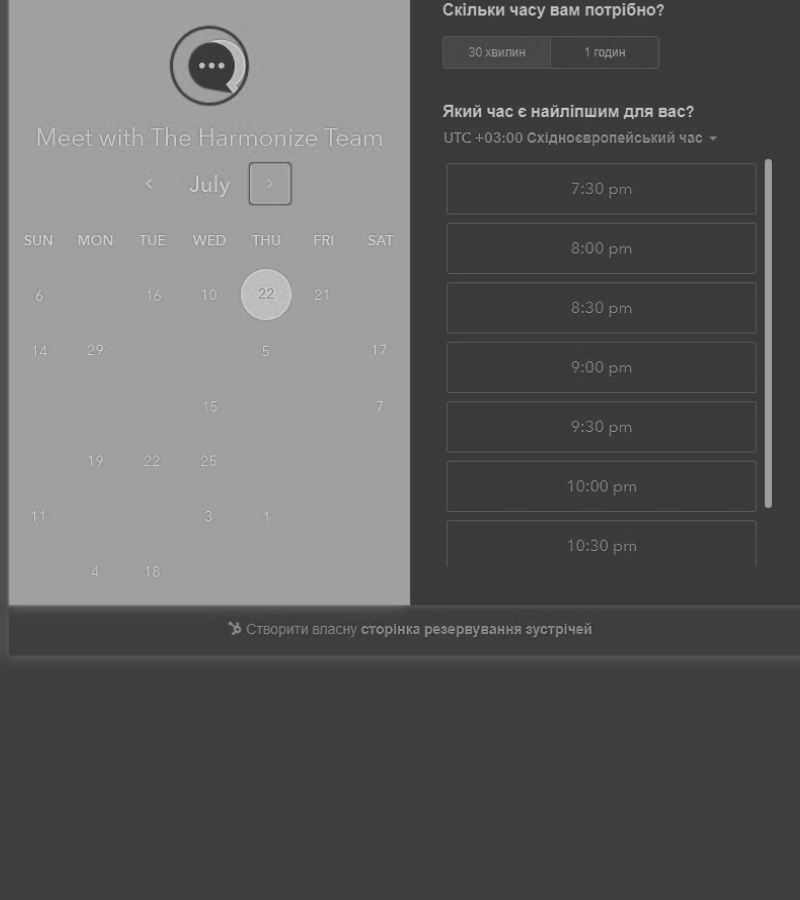 Meet with The Harmonize Team
July
SUN MON TUE WED THU FRI SAT
6 16 10 22 21
14 29 5 17
15 7
19 22 25
11 3 1
4 18
Скільки часу вам потрібно?
30 хвилин 1 годин
Який час є найліпшим для вас?
UTC +03:00 Східноєвропейський час
7:30 pm
8:00 pm
8:30 pm
9:00 pm
9:30 pm
10:00 pm
10:30 pm
Створити власну сторінка резервування зустрічей